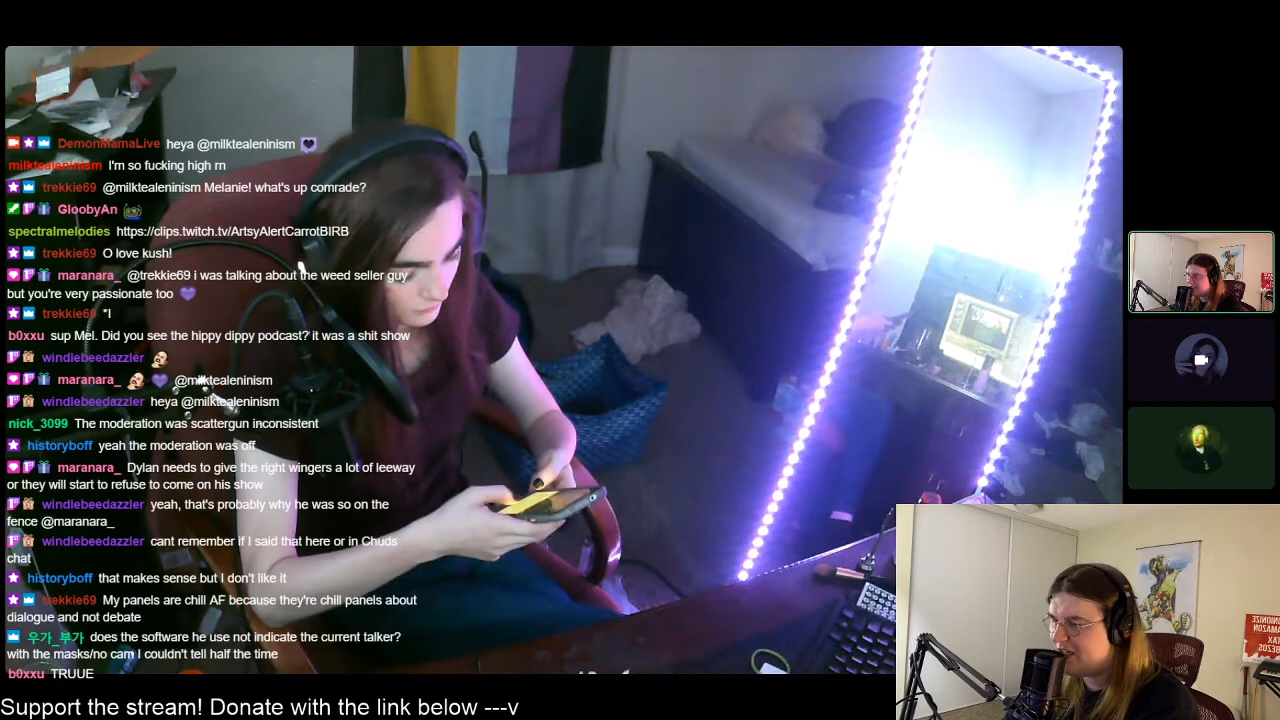 DemonMamaLive heya @milktealeninism
milktealeninism I'm so fucking high rn
trekkie69 @milktealeninism Melanie! what's up comrade?
GloobyAn
spectralmelodies https://clips.twitch.tv/ArtsyAlertCarrotBIRB
trekkie69 O love kush!
maranara_ @trekkie69 i was talking about the weed seller guy
but you're very passionate too
trekkie69 "I
b0xxu sup Mel. Did you see the hippy dippy podcast? it was a shit show
windlebeedazzler
maranara_ @milktealeninism
windlebeedazzler heya @milktealeninism
nick_3099 The moderation was scattergun inconsistent
historyboff yeah the moderation was off
maranara_ Dylan needs to give the right wingers a lot of leeway
or they will start to refuse to come on his show
windlebeedazzler yeah, that's probably why he was so on the
fence @maranara_
windlebeedazzler cant remember if I said that here or in Chuds
chat
historyboff that makes sense but I don't like it
trekkie69 My panels are chill AF because they're chill panels about
dialogue and not debate
우가_부가 does the software he use not indicate the current talker?
with the masks/no cam I couldn't tell half the time
b0xxu TRUUE
UNIONIZE
AMAZON
TAX
BEZOS
Support the stream! Donate with the link below ---v